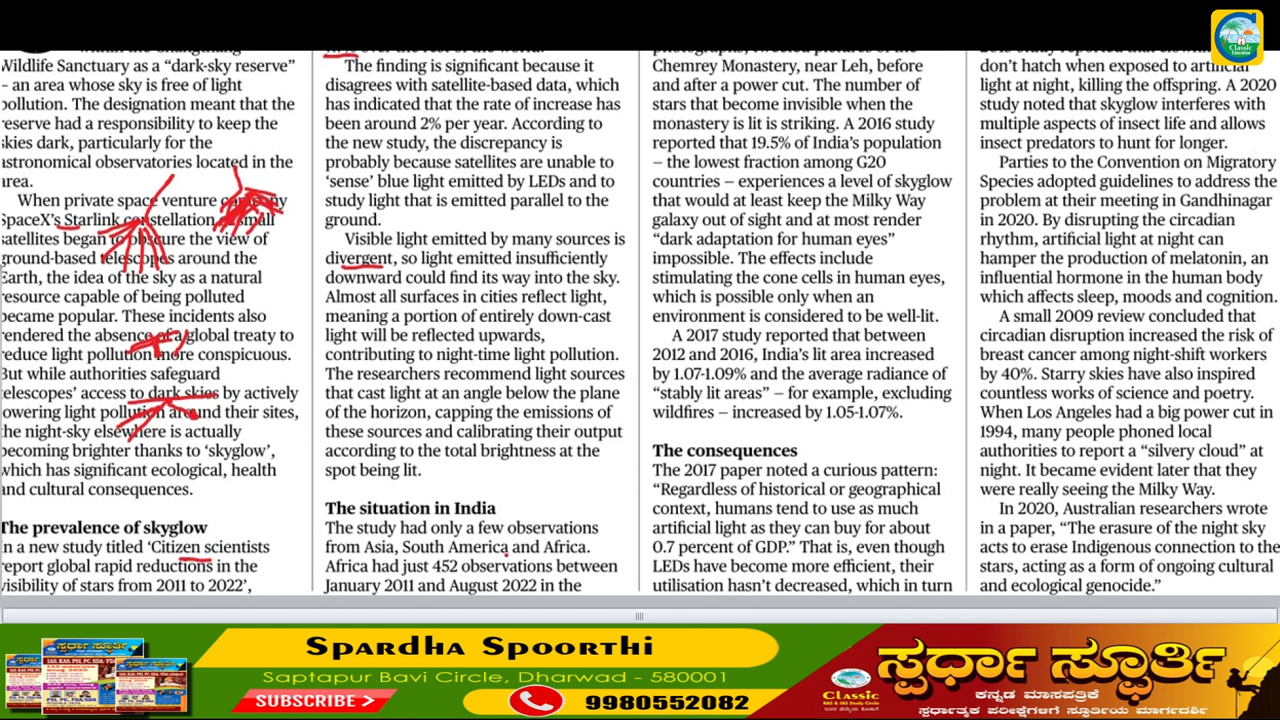 Wildlife Sanctuary as a “dark-sky reserve”
– an area whose sky is free of light
pollution. The designation meant that the
reserve had a responsibility to keep the
skies dark, particularly for the
astronomical observatories located in the
area.
When private space venture company
SpaceX’s Starlink constellation of small
satellites began to obscure the view of
ground-based telescopes around the
Earth, the idea of the sky as a natural
resource capable of being polluted
became popular. These incidents also
rendered the absence of a global treaty to
reduce light pollution more conspicuous.
But while authorities safeguard
telescopes’ access to dark skies by actively
lowering light pollution around their sites,
the night-sky elsewhere is actually
becoming brighter thanks to ‘skyglow’,
which has significant ecological, health
and cultural consequences.
The prevalence of skyglow
In a new study titled ‘Citizen scientists
report global rapid reductions in the
visibility of stars from 2011 to 2022’,
The finding is significant because it
disagrees with satellite-based data, which
has indicated that the rate of increase has
been around 2% per year. According to
the new study, the discrepancy is
probably because satellites are unable to
‘sense’ blue light emitted by LEDs and to
study light that is emitted parallel to the
ground.
Visible light emitted by many sources is
divergent, so light emitted insufficiently
downward could find its way into the sky.
Almost all surfaces in cities reflect light,
meaning a portion of entirely down-cast
light will be reflected upwards,
contributing to night-time light pollution.
The researchers recommend light sources
that cast light at an angle below the plane
of the horizon, capping the emissions of
these sources and calibrating their output
according to the total brightness at the
spot being lit.
The situation in India
The study had only a few observations
from Asia, South America and Africa.
Africa had just 452 observations between
January 2011 and August 2022 in the
Chemrey Monastery, near Leh, before
and after a power cut. The number of
stars that become invisible when the
monastery is lit is striking. A 2016 study
reported that 19.5% of India’s population
– the lowest fraction among G20
countries – experiences a level of skyglow
that would at least keep the Milky Way
galaxy out of sight and at most render
“dark adaptation for human eyes”
impossible. The effects include
stimulating the cone cells in human eyes,
which is possible only when an
environment is considered to be well-lit.
A 2017 study reported that between
2012 and 2016, India’s lit area increased
by 1.07-1.09% and the average radiance of
“stably lit areas” – for example, excluding
wildfires – increased by 1.05-1.07%.
The consequences
The 2017 paper noted a curious pattern:
“Regardless of historical or geographical
context, humans tend to use as much
artificial light as they can buy for about
0.7 percent of GDP.” That is, even though
LEDs have become more efficient, their
utilisation hasn’t decreased, which in turn
don’t hatch when exposed to artificial
light at night, killing the offspring. A 2020
study noted that skyglow interferes with
multiple aspects of insect life and allows
insect predators to hunt for longer.
Parties to the Convention on Migratory
Species adopted guidelines to address the
problem at their meeting in Gandhinagar
in 2020. By disrupting the circadian
rhythm, artificial light at night can
hamper the production of melatonin, an
influential hormone in the human body
which affects sleep, moods and cognition.
A small 2009 review concluded that
circadian disruption increased the risk of
breast cancer among night-shift workers
by 40%. Starry skies have also inspired
countless works of science and poetry.
When Los Angeles had a big power cut in
1994, many people phoned local
authorities to report a “silvery cloud” at
night. It became evident later that they
were really seeing the Milky Way.
In 2020, Australian researchers wrote
in a paper, “The erasure of the night sky
acts to erase Indigenous connection to the
stars, acting as a form of ongoing cultural
and ecological genocide.”
Classic
Education
Spardha Spoorthi
Saptapur Bavi Circle, Dharwad - 580001
SUBSCRIBE
9980552082
Classic
KAS & IAS Study Circle
ಸ್ಪರ್ಧಾ ಸ್ಫೂರ್ತಿ
ಕನ್ನಡ ಮಾಸಪತ್ರಿಕೆ
ಸ್ಪರ್ಧಾತ್ಮಕ ಪರೀಕ್ಷೆಗಳಿಗೆ ಸ್ಫೂರ್ತಿಯ ಮಾರ್ಗದರ್ಶಿ